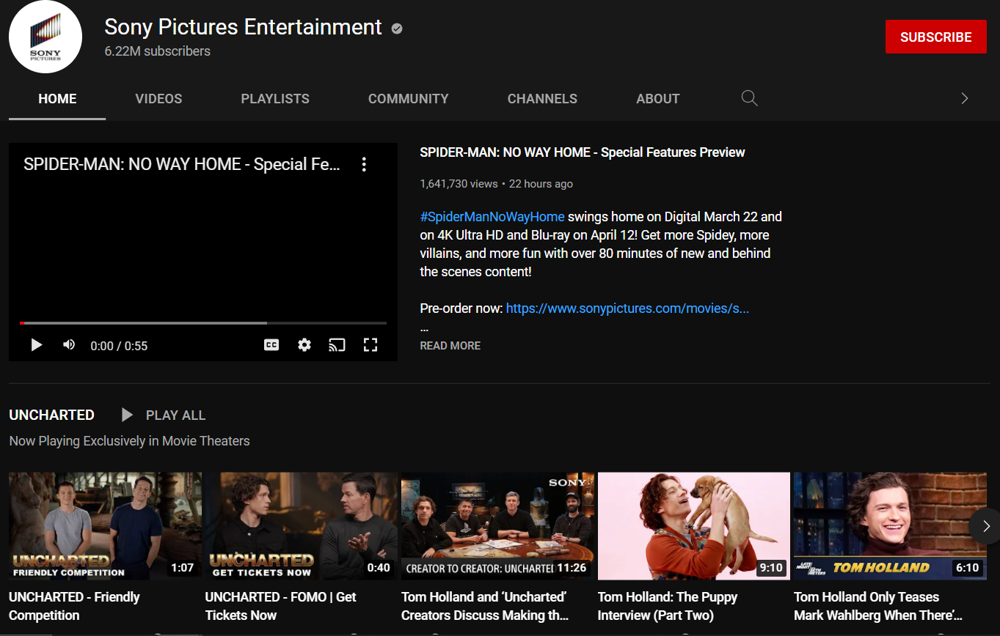 SONY
PICTURES
Sony Pictures Entertainment
6.22M subscribers
SUBSCRIBE
HOME
VIDEOS
PLAYLISTS
COMMUNITY
CHANNELS
ABOUT
SPIDER-MAN: NO WAY HOME - Special Fe...
0:00 / 0:55
CC
SPIDER-MAN: NO WAY HOME - Special Features Preview
1,641,730 views • 22 hours ago
#SpiderManNoWayHome swings home on Digital March 22 and
on 4K Ultra HD and Blu-ray on April 12! Get more Spidey, more
villains, and more fun with over 80 minutes of new and behind
the scenes content!
Pre-order now: https://www.sonypictures.com/movies/s...
...
READ MORE
UNCHARTED
PLAY ALL
Now Playing Exclusively in Movie Theaters
UNCHARTED
FRIENDLY COMPETITION
1:07
UNCHARTED - Friendly
Competition
UNCHARTED
GET TICKETS NOW
0:40
UNCHARTED - FOMO | Get
Tickets Now
SONY
CREATOR TO CREATOR: UNCHARTE
11:26
Tom Holland and ‘Uncharted’
Creators Discuss Making th...
9:10
Tom Holland: The Puppy
Interview (Part Two)
LATE NIGHT SETH MEYERS
TOM HOLLAND
6:10
Tom Holland Only Teases
Mark Wahlberg When There’...